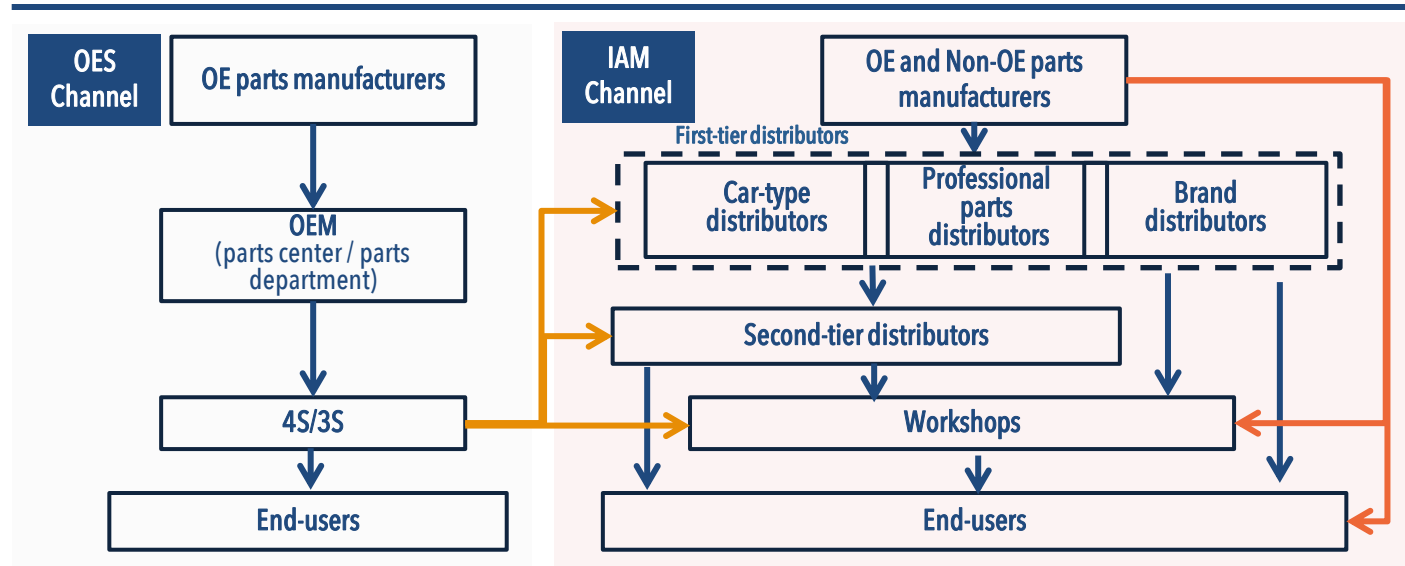 OES
Channel
OE parts manufacturers
OEM
(parts center / parts
department)
4S/3S
End-users
IAM
Channel
OE and Non-OE parts
manufacturers
First-tier distributors
Car-type
distributors
Professional
parts
distributors
Brand
distributors
Second-tier distributors
Workshops
End-users